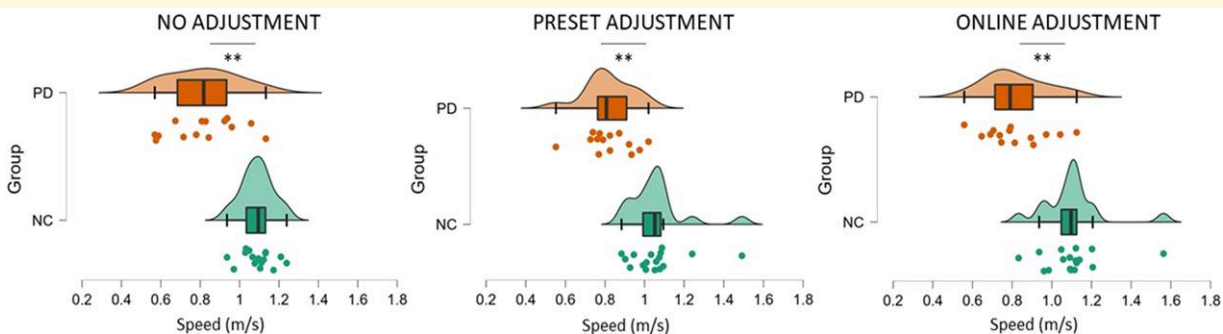 NO ADJUSTMENT
**
PD
NC
Group
0.2 0.4 0.6 0.8 1 1.2 1.4 1.6 1.8
Speed (m/s)
PRESET ADJUSTMENT
**
PD
NC
Group
0.2 0.4 0.6 0.8 1.0 1.2 1.4 1.6 1.8
Speed (m/s)
ONLINE ADJUSTMENT
**
PD
NC
Group
0.2 0.4 0.6 0.8 1.0 1.2 1.4 1.6 1.8
Speed (m/s)